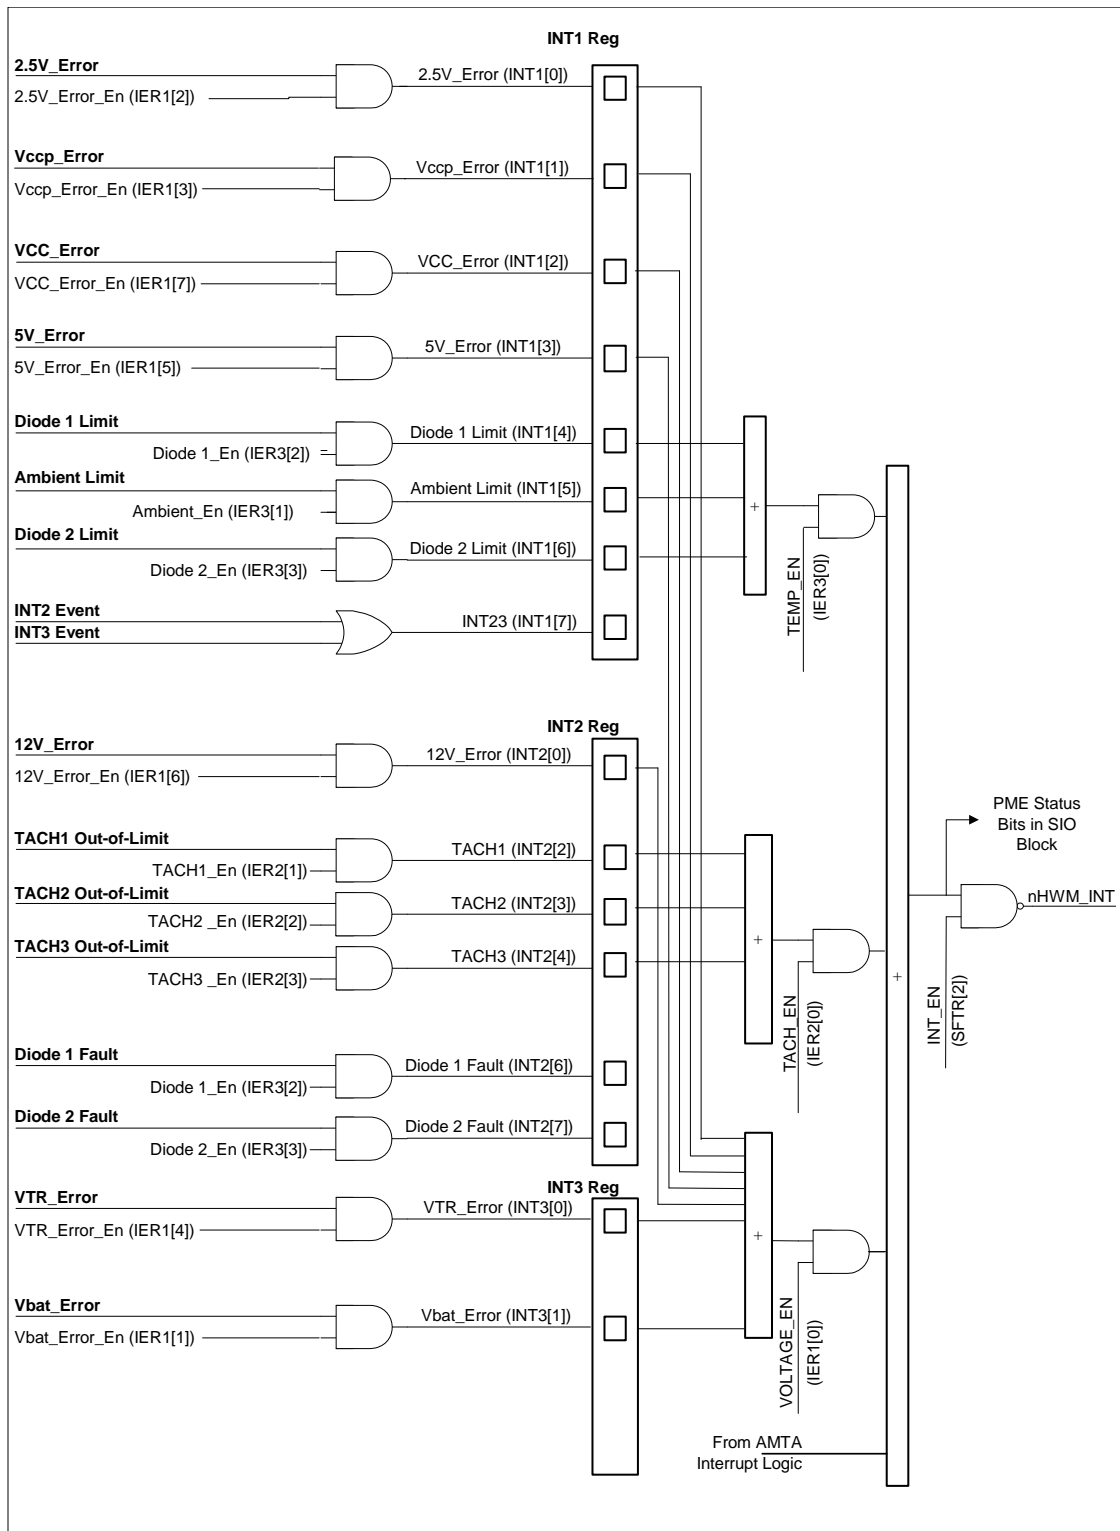 INT1 Reg
2.5V_Error
2.5V_Error_En (IER1[2])
2.5V_Error (INT1[0])
Vccp_Error
Vccp_Error_En (IER1[3])
Vccp_Error (INT1[1])
VCC_Error
VCC_Error_En (IER1[7])
VCC_Error (INT1[2])
5V_Error
5V_Error_En (IER1[5])
5V_Error (INT1[3])
Diode 1 Limit
Diode 1_En (IER3[2])
Diode 1 Limit (INT1[4])
Ambient Limit
Ambient_En (IER3[1])
Ambient Limit (INT1[5])
Diode 2 Limit
Diode 2_En (IER3[3])
Diode 2 Limit (INT1[6])
+
TEMP_EN
(IER3[0])
INT2 Event
INT3 Event
INT23 (INT1[7])
INT2 Reg
12V_Error
12V_Error_En (IER1[6])
12V_Error (INT2[0])
TACH1 Out-of-Limit
TACH1_En (IER2[1])
TACH1 (INT2[2])
TACH2 Out-of-Limit
TACH2 _En (IER2[2])
TACH2 (INT2[3])
TACH3 Out-of-Limit
TACH3 _En (IER2[3])
TACH3 (INT2[4])
+
TACH_EN
(IER2[0])
+
PME Status
Bits in SIO
Block
nHWM_INT
INT_EN
(SFTR[2])
Diode 1 Fault
Diode 1_En (IER3[2])
Diode 1 Fault (INT2[6])
Diode 2 Fault
Diode 2_En (IER3[3])
Diode 2 Fault (INT2[7])
INT3 Reg
VTR_Error
VTR_Error_En (IER1[4])
VTR_Error (INT3[0])
Vbat_Error
Vbat_Error_En (IER1[1])
Vbat_Error (INT3[1])
+
VOLTAGE_EN
(IER1[0])
From AMTA
Interrupt Logic